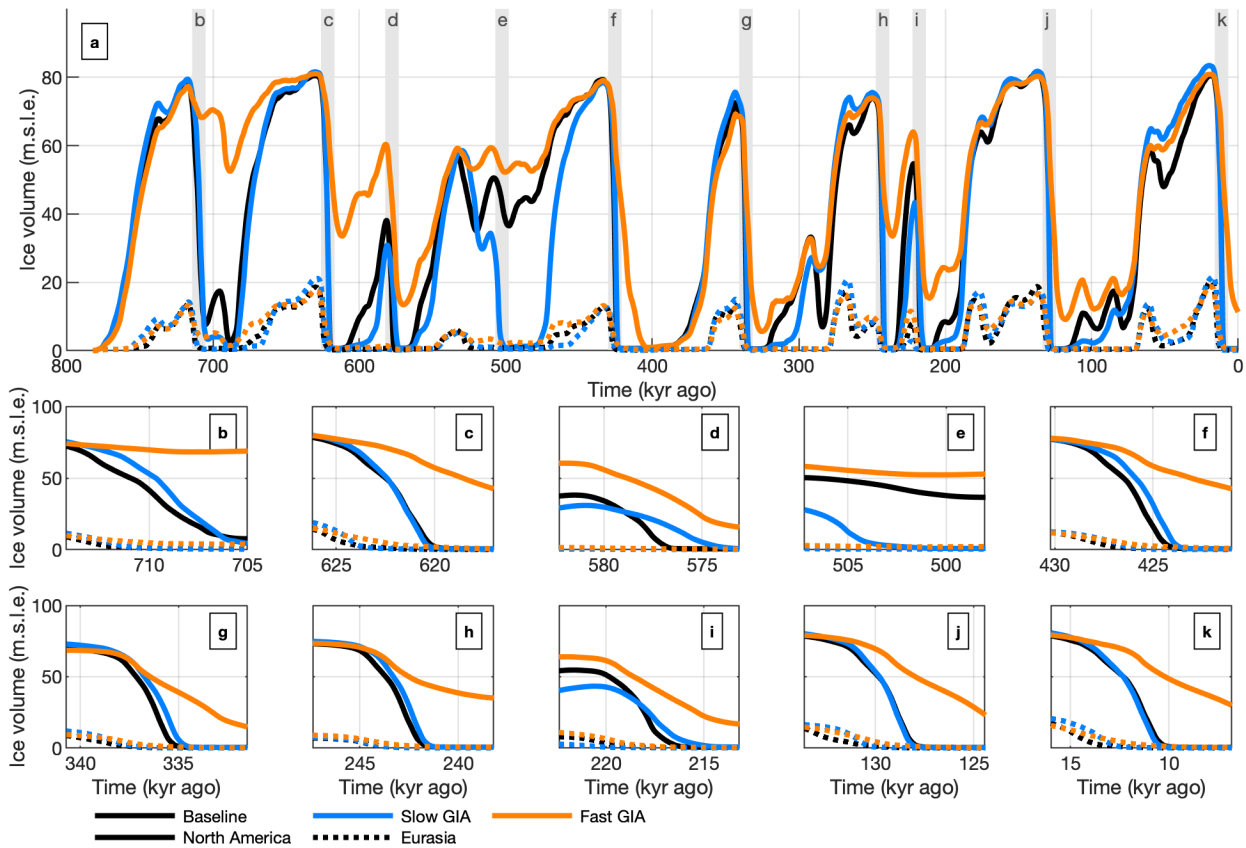 b c d e f g h i j k
a
Ice volume (m.s.l.e.)
80
60
40
20
0
800 700 600 500 400 300 200 100 0
Time (kyr ago)
Ice volume (m.s.l.e.)
100
50
0
b c d e f
710 705 625 620 580 575 505 500 430 425
Ice volume (m.s.l.e.)
100
50
0
g h i j k
340 335 245 240 220 215 130 125 15 10
Time (kyr ago) Time (kyr ago) Time (kyr ago) Time (kyr ago) Time (kyr ago)
Baseline Slow GIA Fast GIA
North America Eurasia